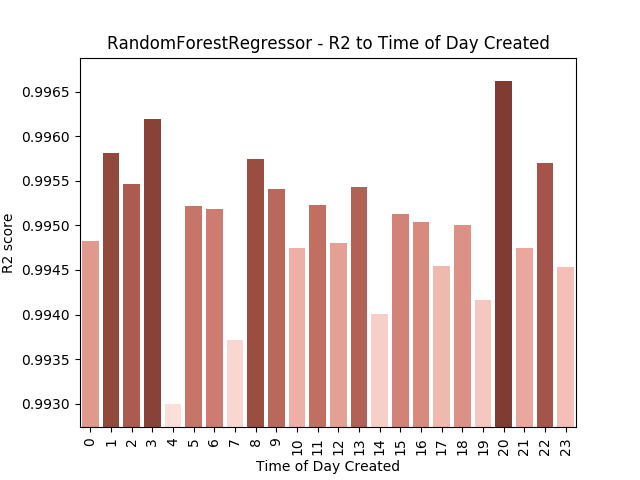 RandomForestRegressor - R2 to Time of Day Created
0.9965
0.9960
0.9955
0.9950
0.9945
0.9940
0.9935
0.9930
R2 score
0 1 2 3 4 5 6 7 8 9 10 11 12 13 14 15 16 17 18 19 20 21 22 23
Time of Day Created